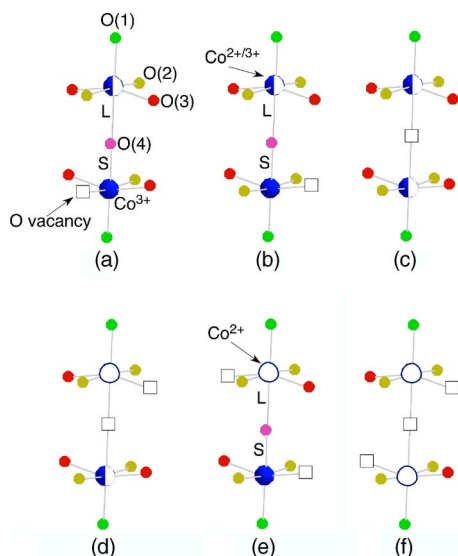 O(1)
O(2)
O(3)
L
O(4)
S
Co3+
O vacancy
(a)
Co2+/3+
L
S
(b)
(c)
(d)
Co2+
L
S
(e)
(f)